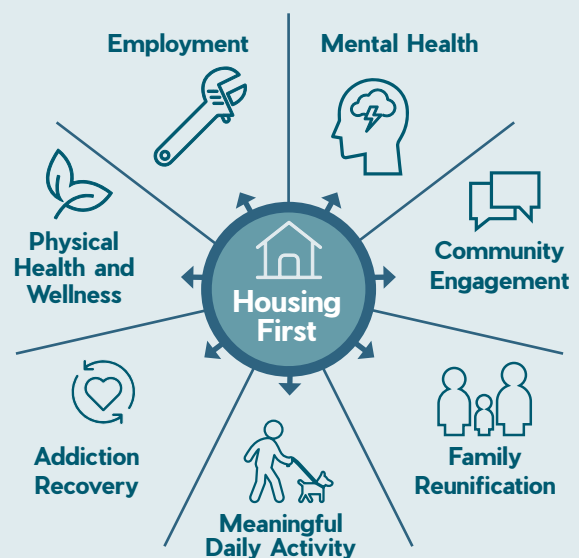 Employment
Mental Health
Physical
Health and
Wellness
Community
Engagement
Housing
First
Addiction
Recovery
Family
Reunification
Meaningful
Daily Activity